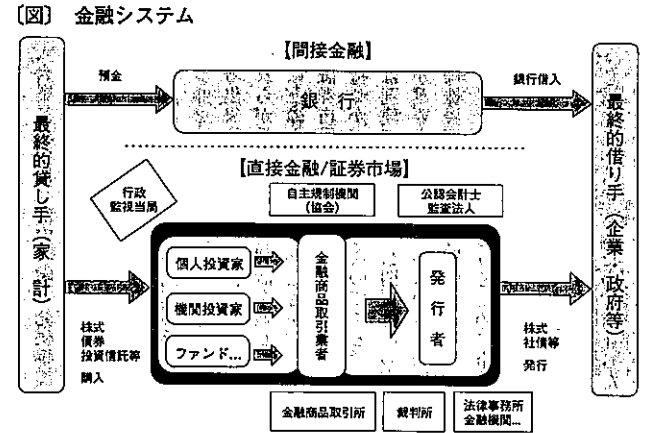 〔図〕 金融システム
【間接金融】
預金
銀行
銀行借入
最終的貸し手（家 計）
最終的借り手（企業・政府等）
【直接金融/証券市場】
行政
監視当局
自主規制機関
(協会)
公認会計士
監査法人
個人投資家
機関投資家
ファンド...
金融商品取引業者
発行者
株式
債券
投資信託等
購入
株式
社債等
発行
金融商品取引所
裁判所
法律事務所
金融機関...